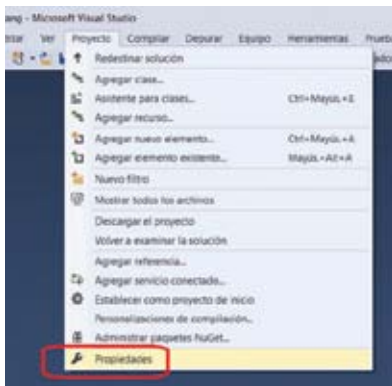 ang - Microsoft Visual Studio
Ver Proyecto Compilar Depurar Equipo Herramientas
Redestinar solución
Agregar clase...
Asistente para clases... Ctrl+Mayús.+X
Agregar recurso...
Agregar nuevo elemento... Ctrl+Mayús.+A
Agregar elemento existente... Mayús.+Alt+A
Nuevo filtro
Mostrar todos los archivos
Descargar el proyecto
Volver a examinar la solución
Agregar referencia...
Agregar servicio conectado...
Establecer como proyecto de inicio
Personalizaciones de compilación...
Administrar paquetes NuGet...
Propiedades